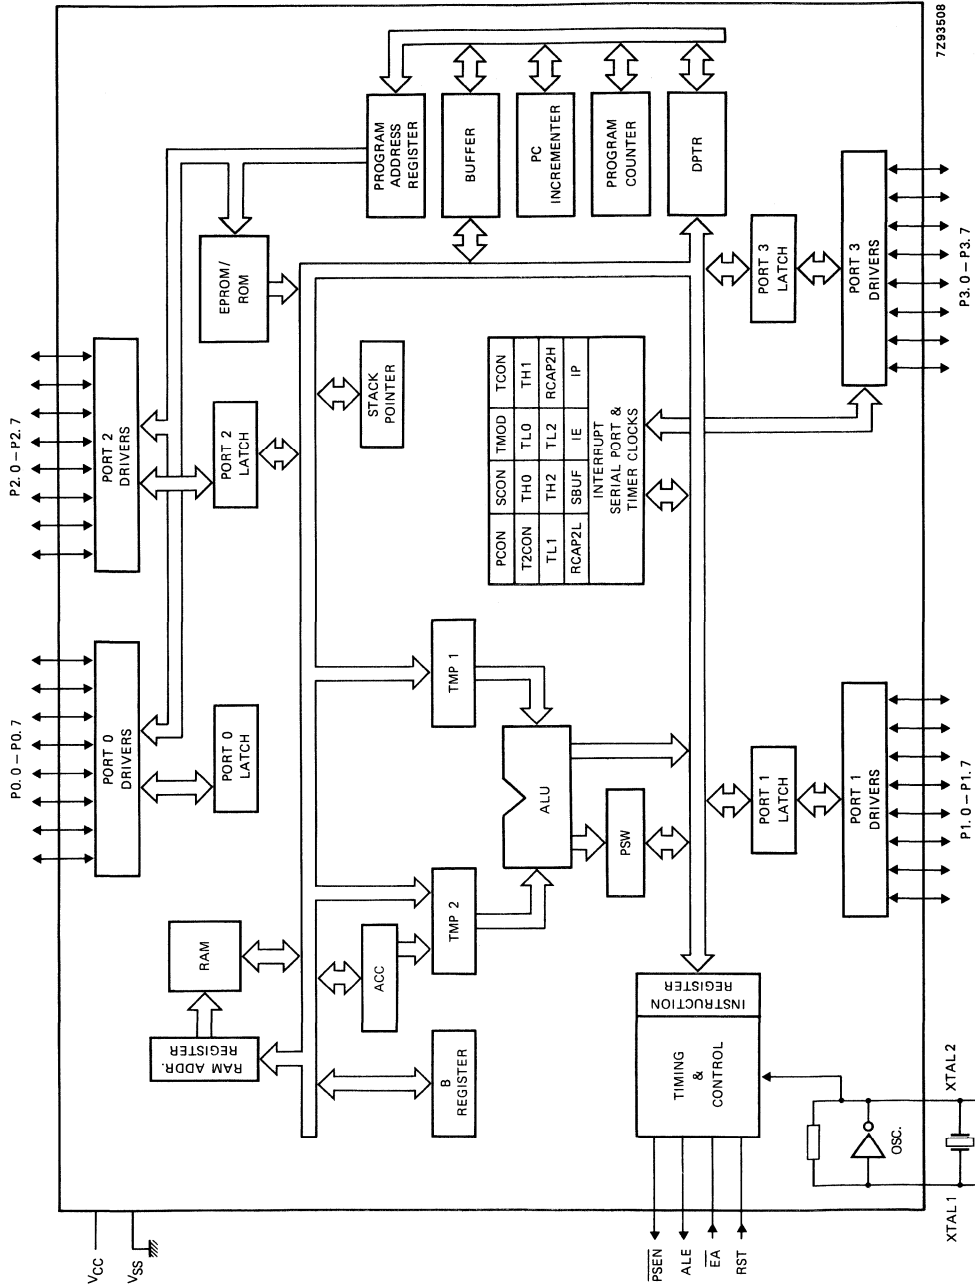 7Z93508
P0.0–P0.7
P2.0–P2.7
VCC
VSS
PORT 0
DRIVERS
PORT 2
DRIVERS
RAM ADDR.
REGISTER
RAM
PORT 0
LATCH
PORT 2
LATCH
EPROM/
ROM
B
REGISTER
ACC
TMP 2
TMP 1
ALU
PSW
STACK
POINTER
PROGRAM
ADDRESS
REGISTER
BUFFER
PC
INCREMENTER
PROGRAM
COUNTER
DPTR
PCON SCON TMOD TCON
T2CON TH0 TL0 TH1
TL1 TH2 TL2 RCAP2H
RCAP2L SBUF IE IP
INTERRUPT
SERIAL PORT &
TIMER CLOCKS
PSEN
ALE
EA
RST
TIMING
&
CONTROL
INSTRUCTION
REGISTER
PORT 1
LATCH
PORT 3
LATCH
OSC.
PORT 1
DRIVERS
PORT 3
DRIVERS
XTAL1
XTAL2
P1.0–P1.7
P3.0–P3.7